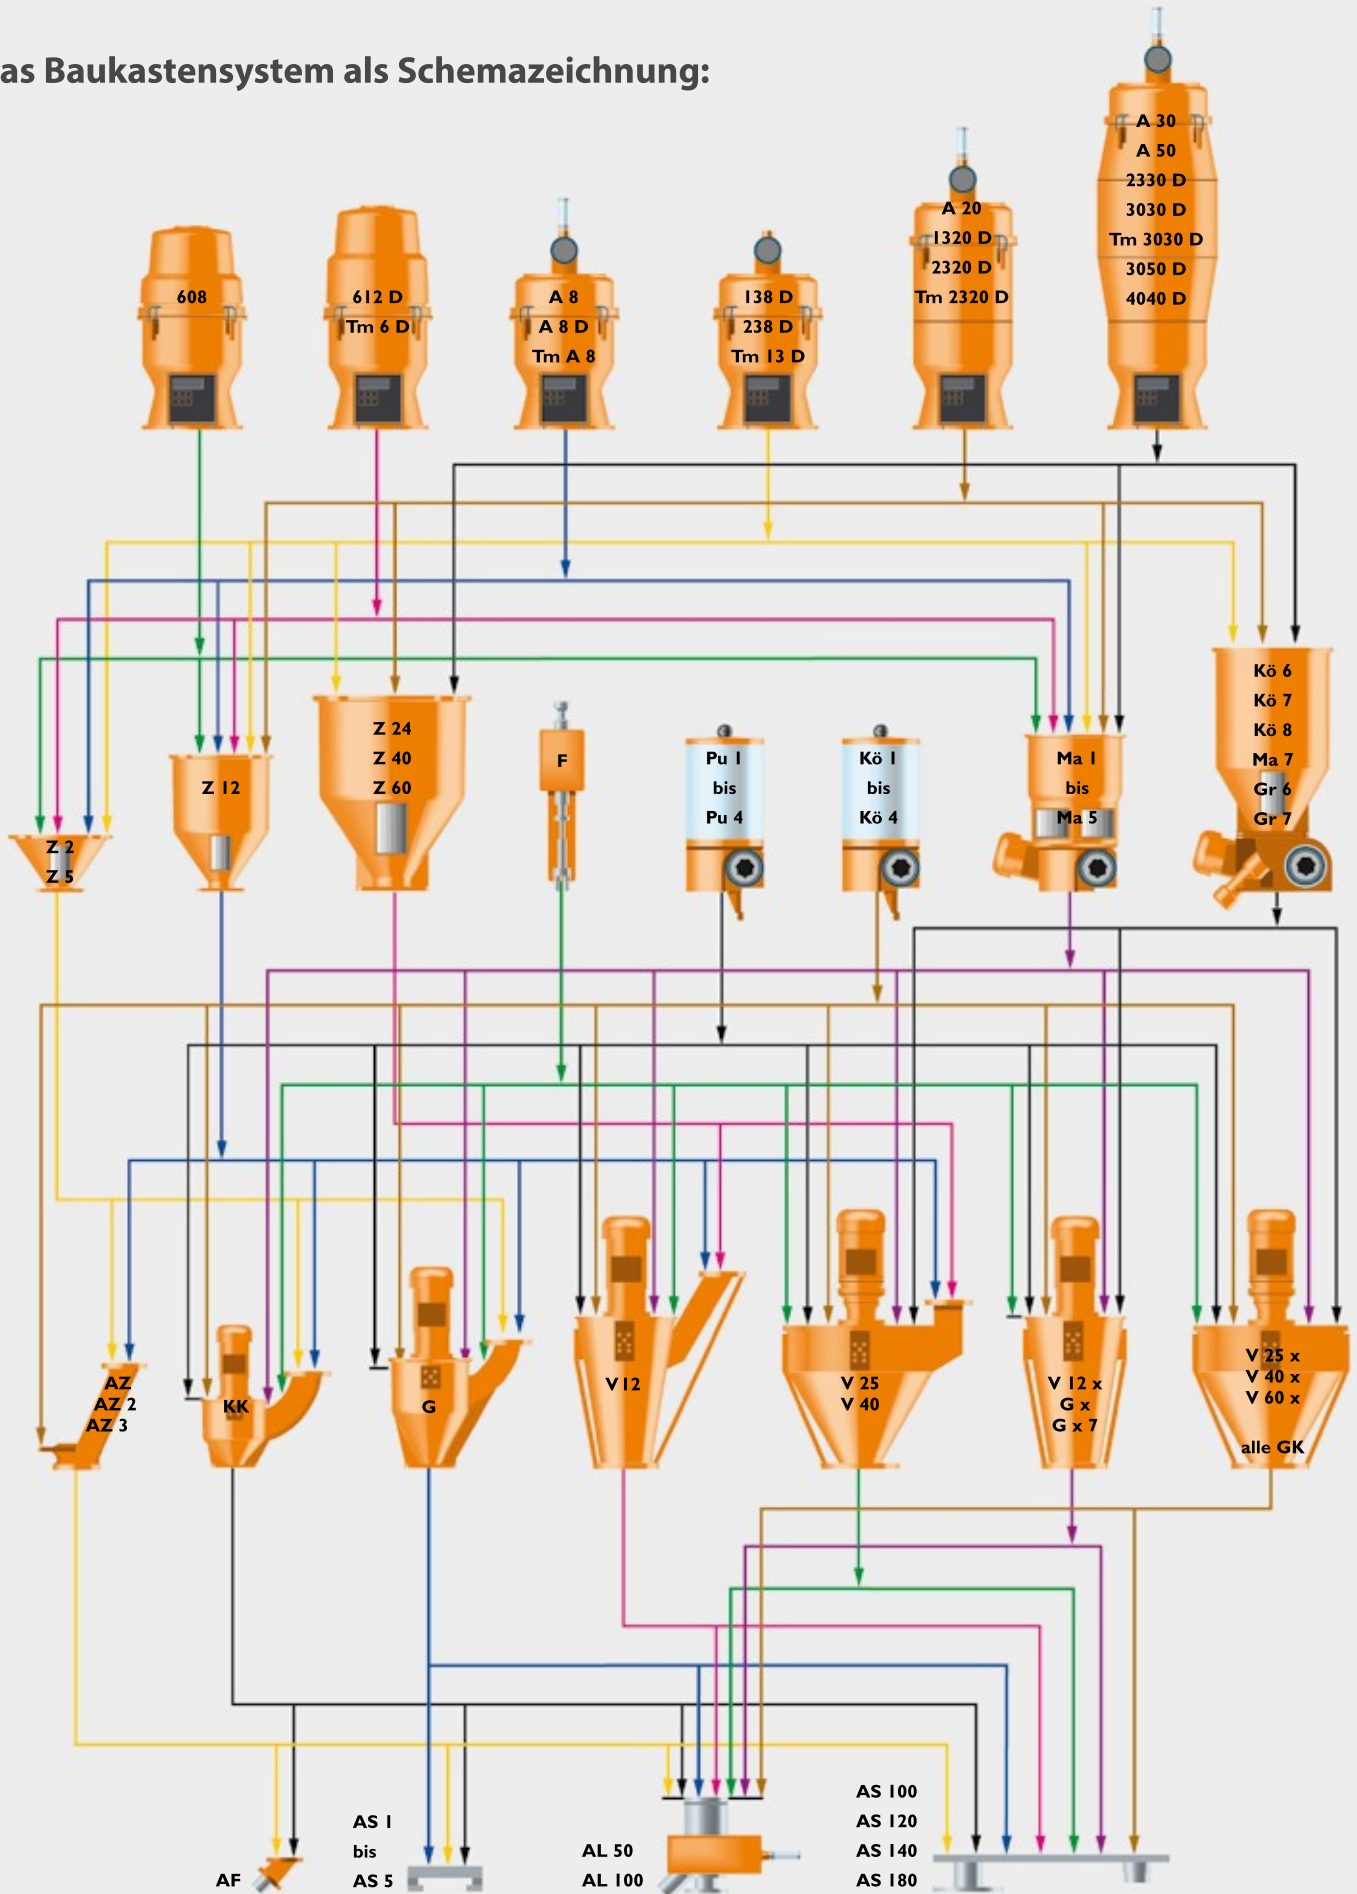 as Baukastensystem als Schemazeichnung:
A 30
A 50
2330 D
3030 D
Tm 3030 D
3050 D
4040 D
A 20
1320 D
2320 D
Tm 2320 D
608
612 D
Tm 6 D
A 8
A 8 D
Tm A 8
138 D
238 D
Tm 13 D
Z 2
Z 5
Z 12
Z 24
Z 40
Z 60
F
Pu 1
bis
Pu 4
Kö 1
bis
Kö 4
Ma 1
bis
Ma 5
Kö 6
Kö 7
Kö 8
Ma 7
Gr 6
Gr 7
AZ
AZ 2
AZ 3
KK
G
V 12
V 25
V 40
V 12 x
G x
G x 7
V 25 x
V 40 x
V 60 x
alle GK
AF
AS 1
bis
AS 5
AL 50
AL 100
AS 100
AS 120
AS 140
AS 180